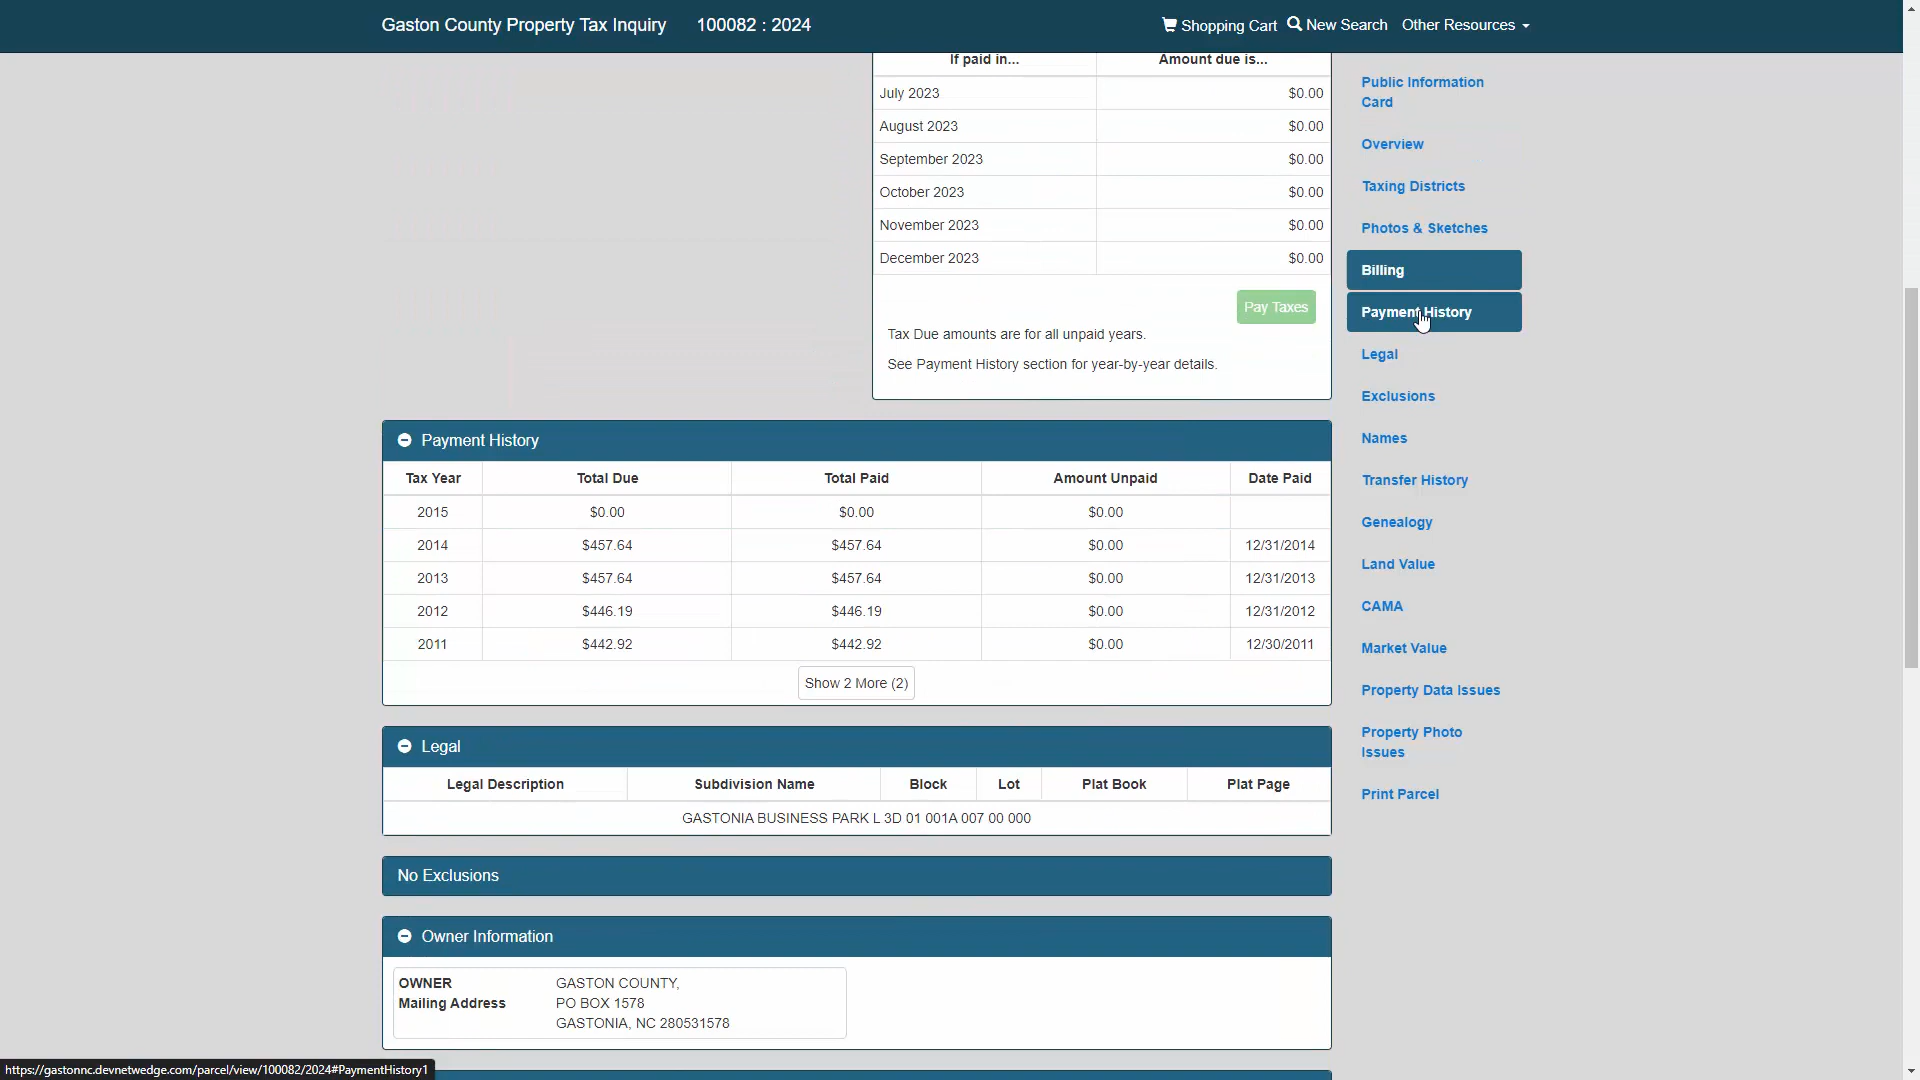 Gaston County Property Tax Inquiry 100082 : 2024 Shopping Cart New Search Other Resources
If paid in... Amount due is...
July 2023 $0.00
August 2023 $0.00
September 2023 $0.00
October 2023 $0.00
November 2023 $0.00
December 2023 $0.00
Pay Taxes
Tax Due amounts are for all unpaid years.
See Payment History section for year-by-year details.
Payment History
Tax Year Total Due Total Paid Amount Unpaid Date Paid
2015 $0.00 $0.00 $0.00
2014 $457.64 $457.64 $0.00 12/31/2014
2013 $457.64 $457.64 $0.00 12/31/2013
2012 $446.19 $446.19 $0.00 12/31/2012
2011 $442.92 $442.92 $0.00 12/30/2011
Show 2 More (2)
Legal
Legal Description Subdivision Name Block Lot Plat Book Plat Page
GASTONIA BUSINESS PARK L 3D 01 001A 007 00 000
No Exclusions
Owner Information
OWNER GASTON COUNTY,
Mailing Address PO BOX 1578
GASTONIA, NC 280531578
Public Information
Card
Overview
Taxing Districts
Photos & Sketches
Billing
Payment History
Legal
Exclusions
Names
Transfer History
Genealogy
Land Value
CAMA
Market Value
Property Data Issues
Property Photo
Issues
Print Parcel
https://gastonnc.devnetwedge.com/parcel/view/100082/2024#PaymentHistory1